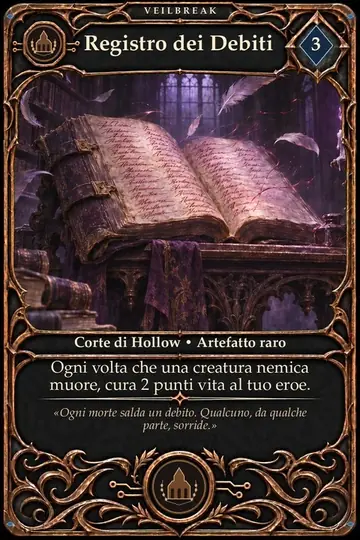 VEILBREAK
Registro dei Debiti
3
Corte di Hollow • Artefatto raro
Ogni volta che una creatura nemica
muore, cura 2 punti vita al tuo eroe.
«Ogni morte salda un debito. Qualcuno, da qualche
parte, sorride.»